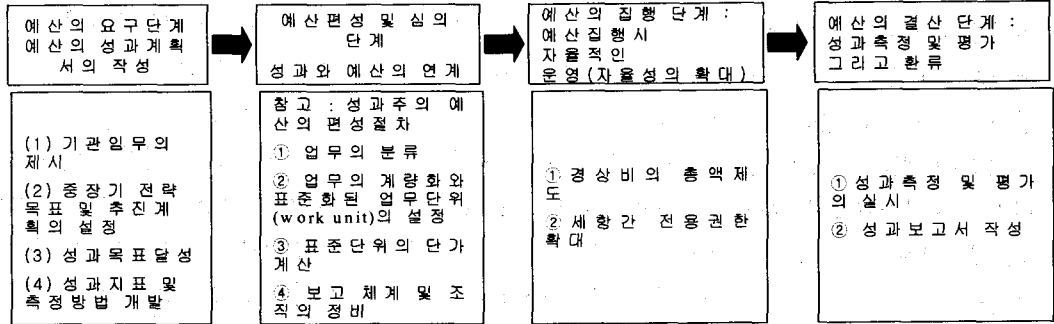 예산의 요구단계
예산의 성과계획
서의 작성
예산편성 및 심의
단계
성과와 예산의 연계
예산의 집행 단계 :
예산집행시
자율적인
운영(자율성의 확대)
예산의 결산 단계 :
성과측정 및 평가
그리고 환류
(1) 기관임무의
제시
(2) 중장기 전략
목표 및 추진계
획의 설정
(3) 성과목표달성
(4) 성과지표 및
측정방법 개발
참고 : 성과주의 예
산의 편성절차
① 업무의 분류
② 업무의 계량화와
표준화된 업무단위
(work unit)의 설정
③ 표준단위의 단가
계산
④ 보고 체계 및 조
직의 정비
① 경상비의 총액제
도
② 세항간 전용권한
확대
① 성과측정 및 평가
의 실시
② 성과보고서 작성